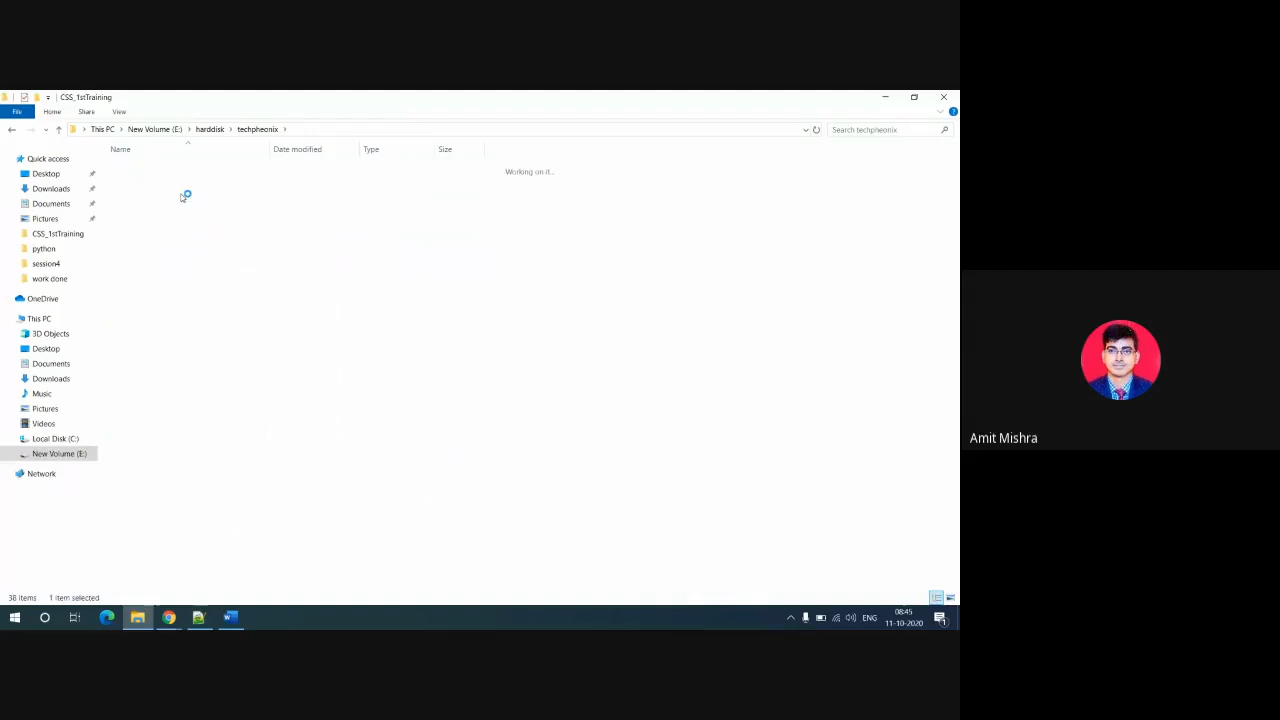 CSS_1stTraining
File Home Share View
This PC New Volume (E:) harddisk techpheonix
Search techpheonix
Name Date modified Type Size
Working on it...
Quick access
Desktop
Downloads
Documents
Pictures
CSS_1stTraining
python
session4
work done
OneDrive
This PC
3D Objects
Desktop
Documents
Downloads
Music
Pictures
Videos
Local Disk (C:)
New Volume (E:)
Network
Amit Mishra
38 items 1 item selected
ENG
08:45
11-10-2020